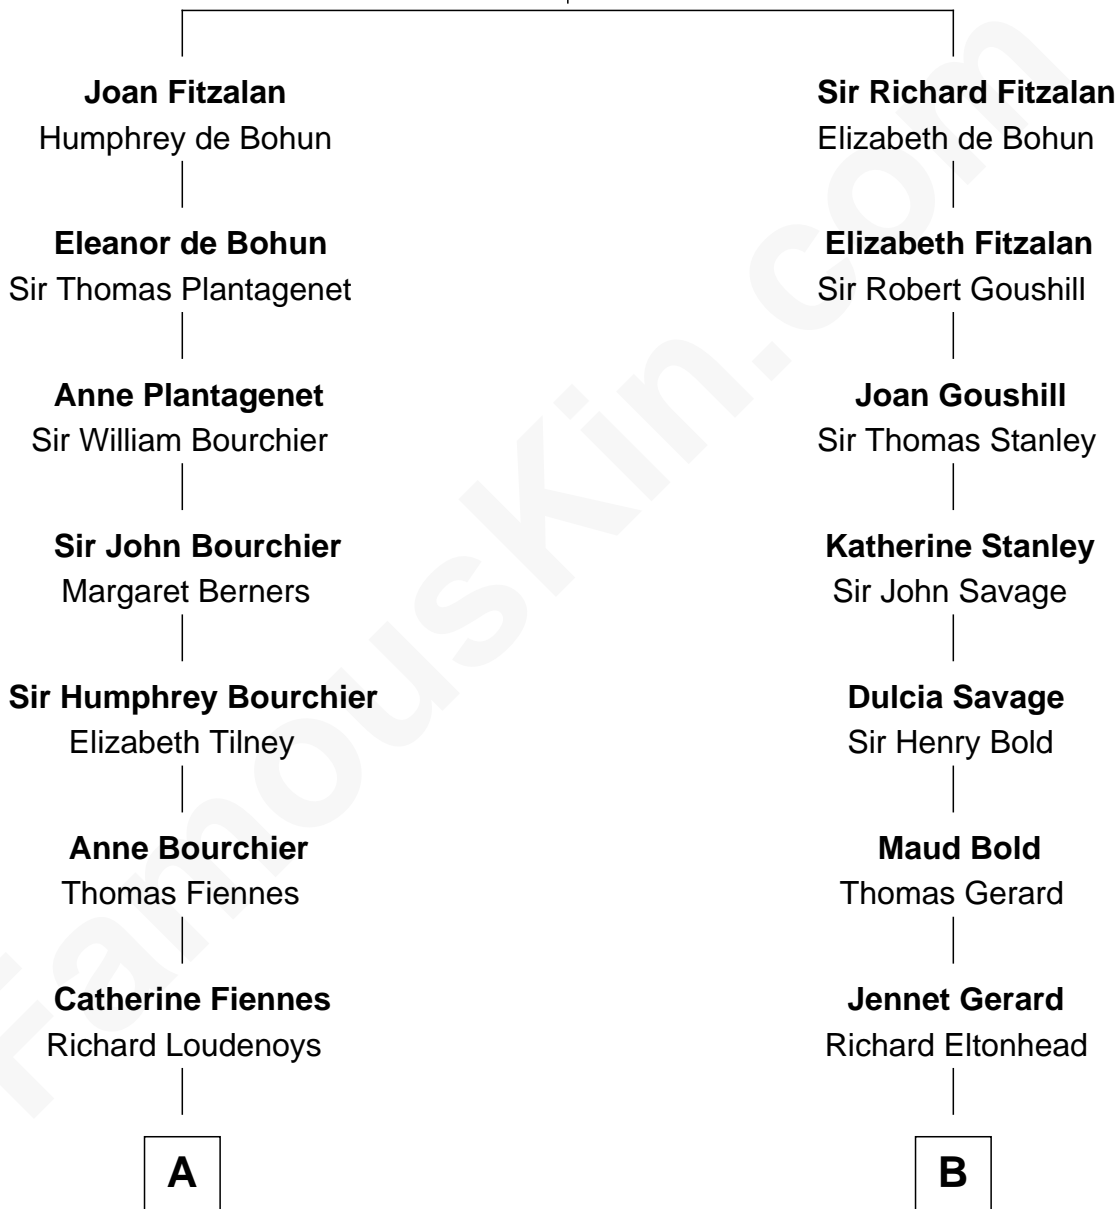 Joan Fitzalan
Humphrey de Bohun
Eleanor de Bohun
Sir Thomas Plantagenet
Anne Plantagenet
Sir William Bourchier
Sir John Bourchier
Margaret Berners
Sir Humphrey Bourchier
Elizabeth Tilney
Anne Bourchier
Thomas Fiennes
Catherine Fiennes
Richard Loudenoys
A
Sir Richard Fitzalan
Elizabeth de Bohun
Elizabeth Fitzalan
Sir Robert Goushill
Joan Goushill
Sir Thomas Stanley
Katherine Stanley
Sir John Savage
Dulcia Savage
Sir Henry Bold
Maud Bold
Thomas Gerard
Jennet Gerard
Richard Eltonhead
B
FamousKin.com